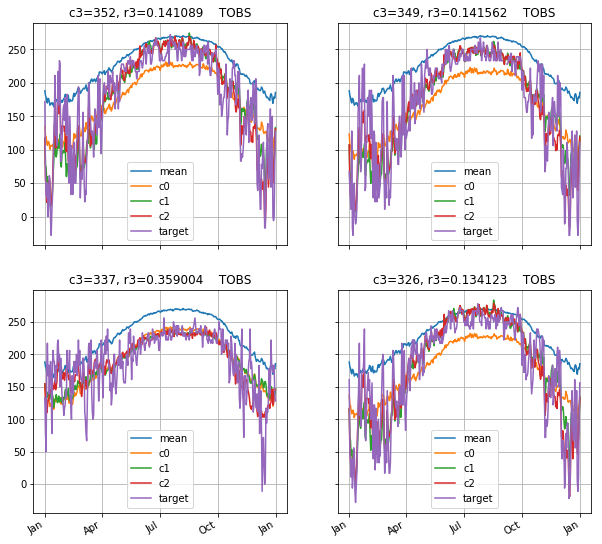 c3=352, r3=0.141089 TOBS
c3=349, r3=0.141562 TOBS
250
200
150
100
50
0
mean
c0
c1
c2
target
mean
c0
c1
c2
target
c3=337, r3=0.359004 TOBS
c3=326, r3=0.134123 TOBS
250
200
150
100
50
0
mean
c0
c1
c2
target
mean
c0
c1
c2
target
Jan
Apr
Jul
Oct
Jan
Jan
Apr
Jul
Oct
Jan